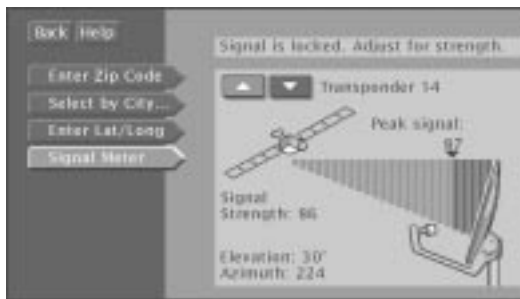 Back Help
Signal is locked. Adjust for strength.
Enter Zip Code
Select by City...
Enter Lat/Long
Signal Meter
Transponder 14
Peak signal:
87
Signal
Strength: 86
Elevation: 30°
Azimuth: 224